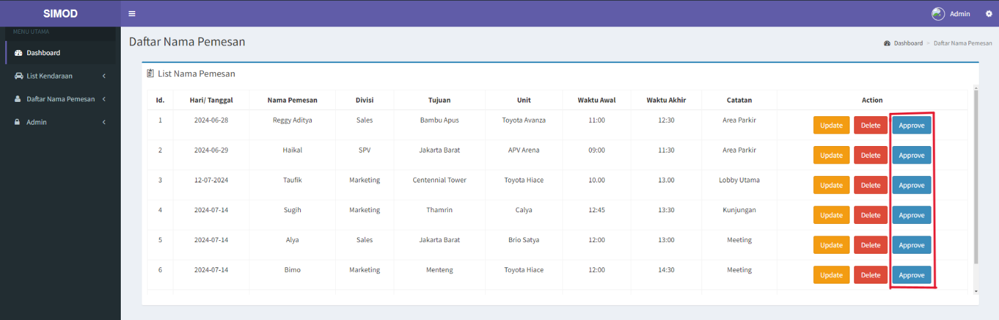 SIMOD
Admin
MENU UTAMA
Dashboard
List Kendaraan
Daftar Nama Pemesan
Admin
Daftar Nama Pemesan
Dashboard > Daftar Nama Pemesan
List Nama Pemesan
Id. Hari/ Tanggal Nama Pemesan Divisi Tujuan Unit Waktu Awal Waktu Akhir Catatan Action
1 2024-06-28 Reggy Aditya Sales Bambu Apus Toyota Avanza 11:00 12:30 Area Parkir Update Delete Approve
2 2024-06-29 Haikal SPV Jakarta Barat APV Arena 09:00 11:30 Area Parkir Update Delete Approve
3 12-07-2024 Taufik Marketing Centennial Tower Toyota Hiace 10.00 13.00 Lobby Utama Update Delete Approve
4 2024-07-14 Sugih Marketing Thamrin Calya 12:45 13:30 Kunjungan Update Delete Approve
5 2024-07-14 Alya Sales Jakarta Barat Brio Satya 12:00 13:00 Meeting Update Delete Approve
6 2024-07-14 Bimo Marketing Menteng Toyota Hiace 12:00 14:30 Meeting Update Delete Approve